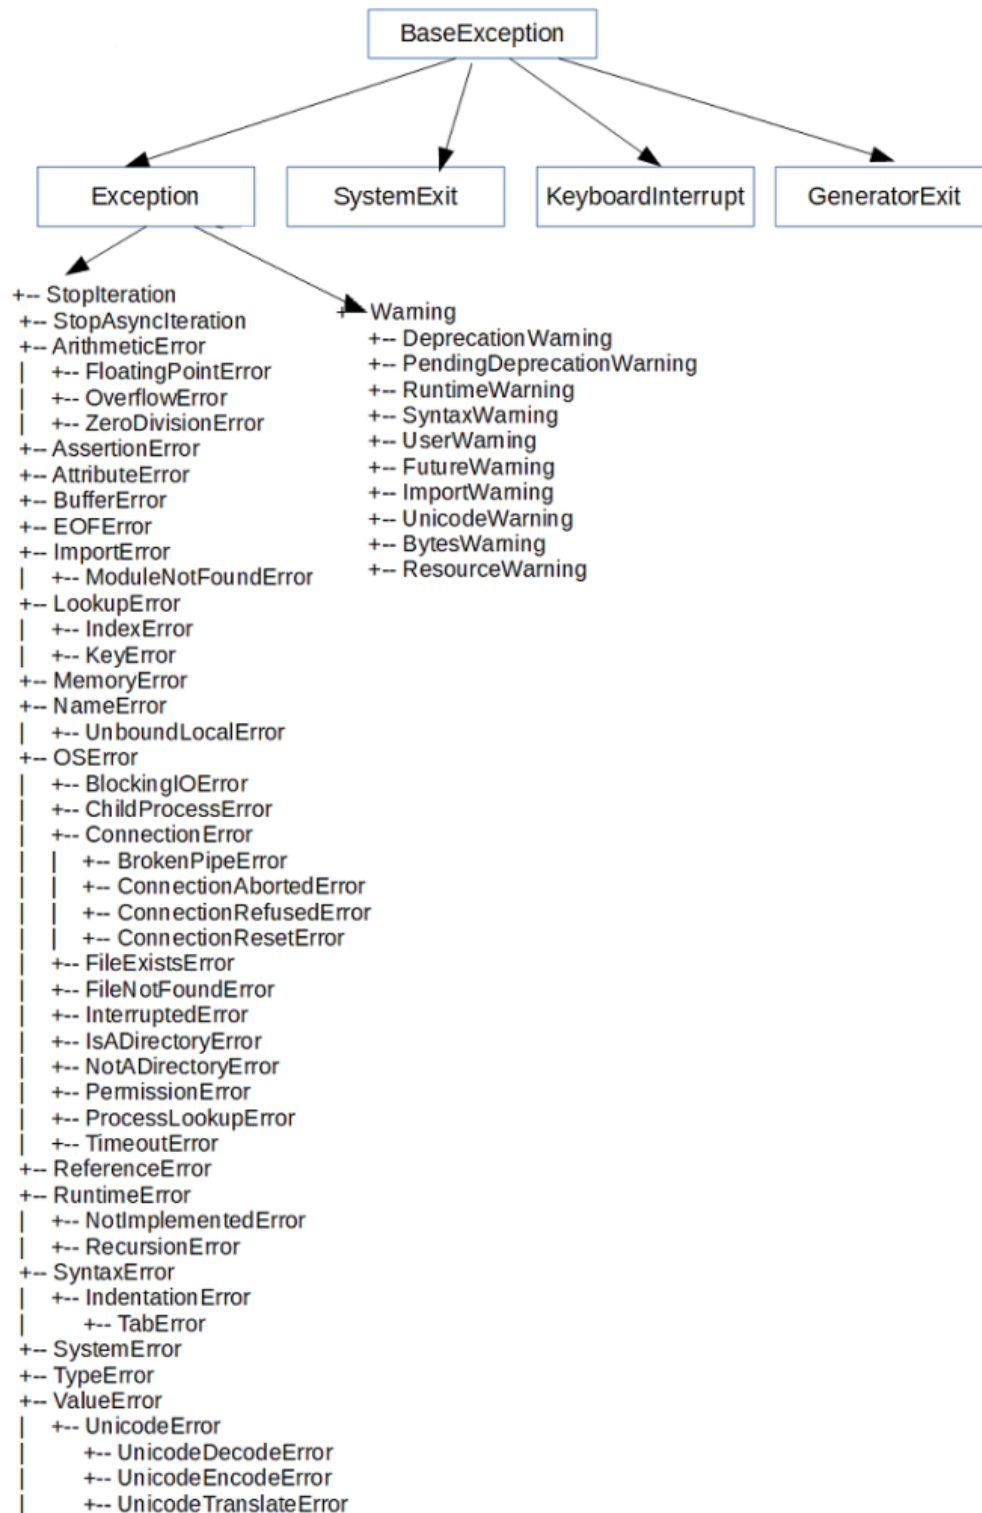 BaseException
Exception
SystemExit
KeyboardInterrupt
GeneratorExit
+-- StopIteration
+-- StopAsyncIteration
+-- ArithmeticError
| +-- FloatingPointError
| +-- OverflowError
| +-- ZeroDivisionError
+-- AssertionError
+-- AttributeError
+-- BufferError
+-- EOFError
+-- ImportError
| +-- ModuleNotFoundError
+-- LookupError
| +-- IndexError
| +-- KeyError
+-- MemoryError
+-- NameError
| +-- UnboundLocalError
+-- OSError
| +-- BlockingIOError
| +-- ChildProcessError
| +-- ConnectionError
| | +-- BrokenPipeError
| | +-- ConnectionAbortedError
| | +-- ConnectionRefusedError
| | +-- ConnectionResetError
| +-- FileExistsError
| +-- FileNotFoundError
| +-- InterruptedError
| +-- IsADirectoryError
| +-- NotADirectoryError
| +-- PermissionError
| +-- ProcessLookupError
| +-- TimeoutError
+-- ReferenceError
+-- RuntimeError
| +-- NotImplementedError
| +-- RecursionError
+-- SyntaxError
| +-- IndentationError
| +-- TabError
+-- SystemError
+-- TypeError
+-- ValueError
| +-- UnicodeError
| +-- UnicodeDecodeError
| +-- UnicodeEncodeError
| +-- UnicodeTranslateError
+-- Warning
+-- DeprecationWarning
+-- PendingDeprecationWarning
+-- RuntimeWarning
+-- SyntaxWarning
+-- UserWarning
+-- FutureWarning
+-- ImportWarning
+-- UnicodeWarning
+-- BytesWarning
+-- ResourceWarning